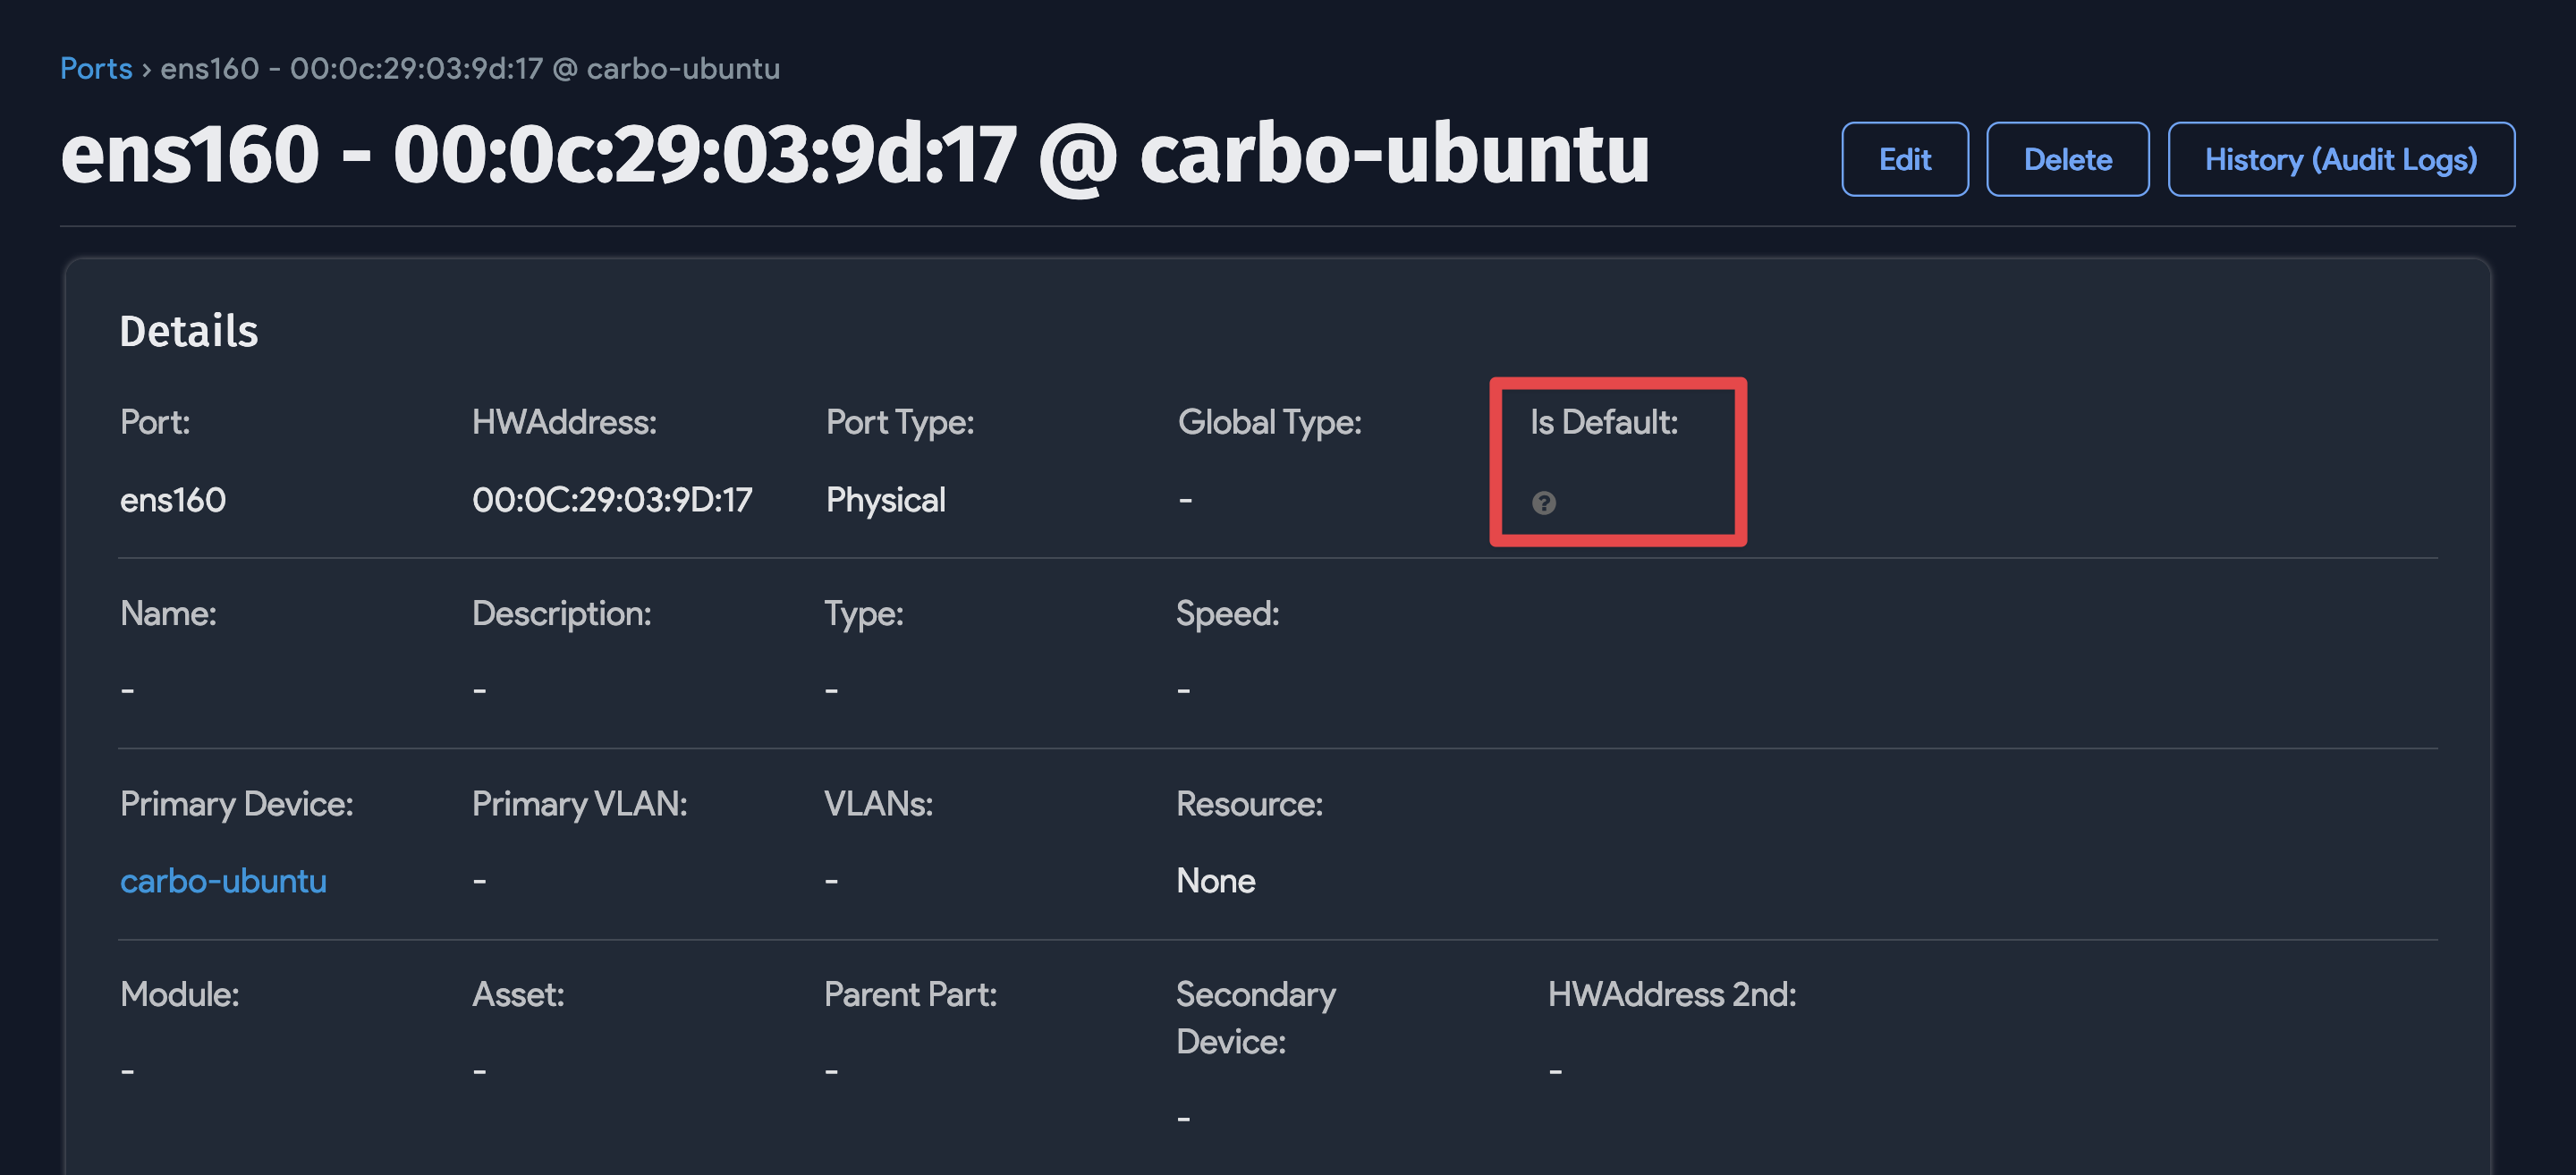 Ports › ens160 - 00:0c:29:03:9d:17 @ carbo-ubuntu
ens160 - 00:0c:29:03:9d:17 @ carbo-ubuntu
Edit
Delete
History (Audit Logs)
Details
Port: HWAddress: Port Type: Global Type: Is Default:
ens160 00:0C:29:03:9D:17 Physical - ?
Name: Description: Type: Speed:
- - - -
Primary Device: Primary VLAN: VLANs: Resource:
carbo-ubuntu - - None
Module: Asset: Parent Part: Secondary HWAddress 2nd:
Device:
- - - -
-